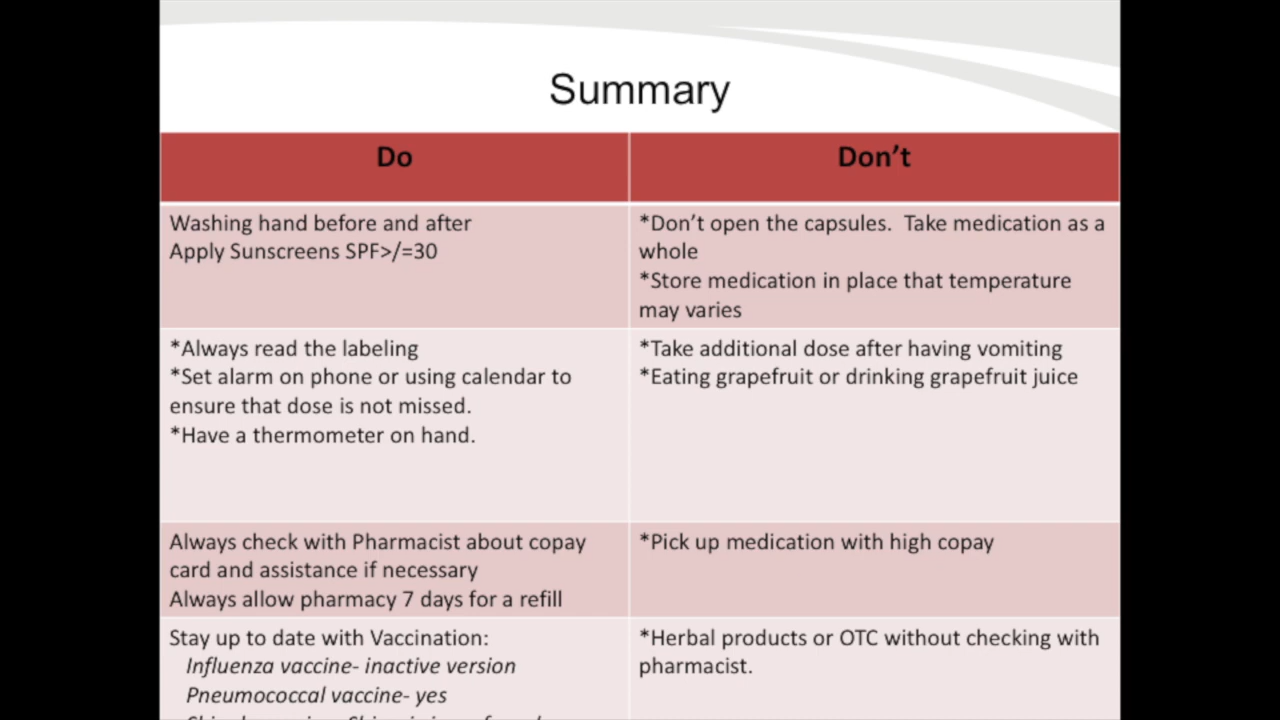 Summary
Do
Don’t
Washing hand before and after
Apply Sunscreens SPF>/=30
*Don’t open the capsules.  Take medication as a
whole
*Store medication in place that temperature
may varies
*Always read the labeling
*Set alarm on phone or using calendar to
ensure that dose is not missed.
*Have a thermometer on hand.
*Take additional dose after having vomiting
*Eating grapefruit or drinking grapefruit juice
Always check with Pharmacist about copay
card and assistance if necessary
Always allow pharmacy 7 days for a refill
*Pick up medication with high copay
Stay up to date with Vaccination:
Influenza vaccine- inactive version
Pneumococcal vaccine- yes
*Herbal products or OTC without checking with
pharmacist.